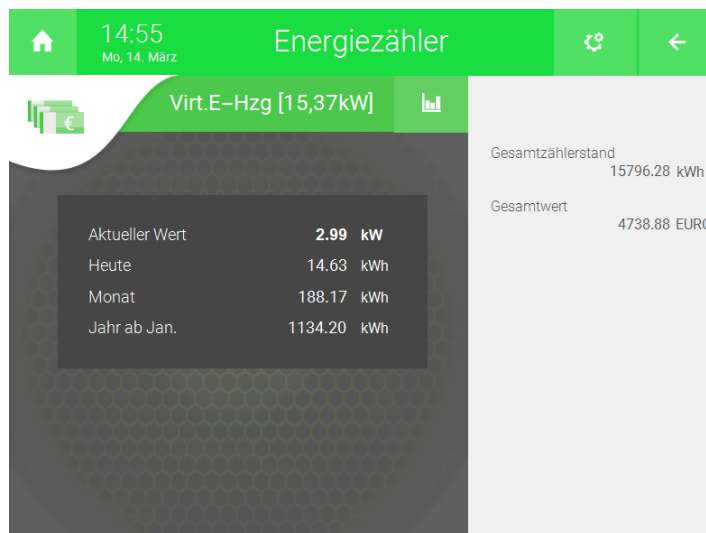 14:55
Mo, 14. März
Energiezähler
€
Virt.E–Hzg [15,37kW]
Aktueller Wert 2.99 kW
Heute 14.63 kWh
Monat 188.17 kWh
Jahr ab Jan. 1134.20 kWh
Gesamtzählerstand
15796.28 kWh
Gesamtwert
4738.88 EURO